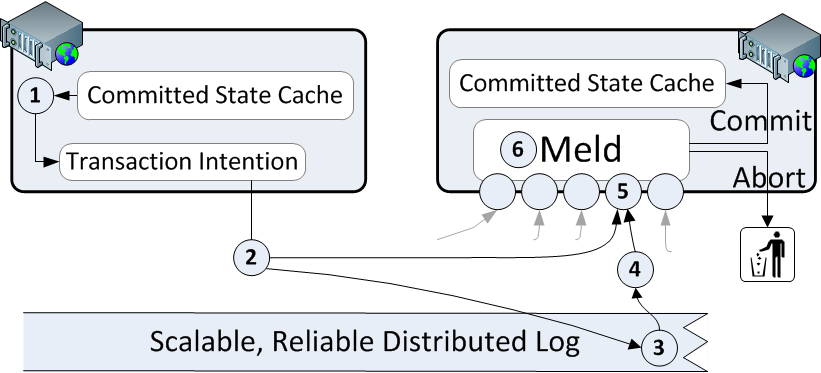 1
Committed State Cache
Transaction Intention
2
Committed State Cache
Commit
6 Meld
Abort
5
4
Scalable, Reliable Distributed Log
3